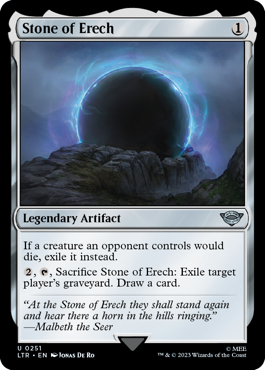 Stone of Erech 1
Legendary Artifact
If a creature an opponent controls would
die, exile it instead.
2, , Sacrifice Stone of Erech: Exile target
player's graveyard. Draw a card.
"At the Stone of Erech they shall stand again
and hear there a horn in the hills ringing."
—Malbeth the Seer
U 0251
LTR • EN Jonas De Ro
© MEE
™ & © 2023 Wizards of the Coast